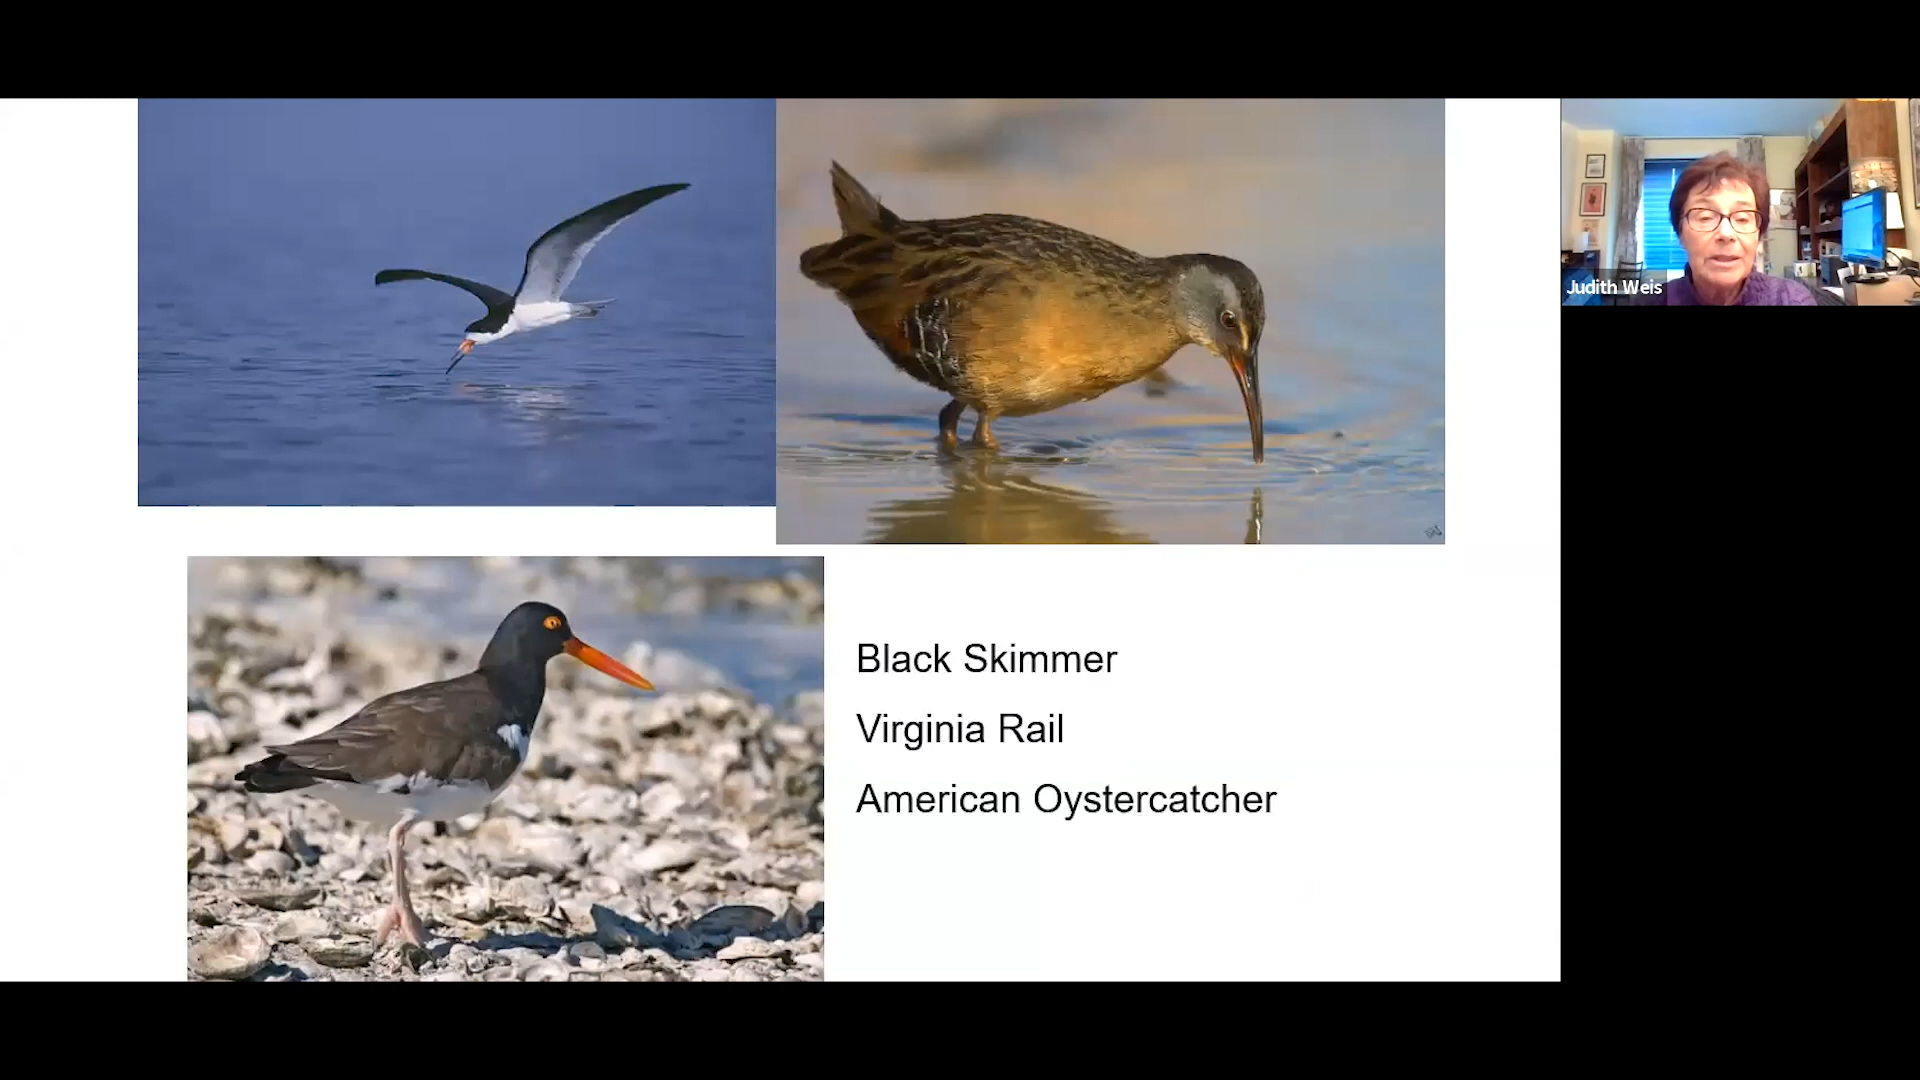 Judith Weis
Black Skimmer
Virginia Rail
American Oystercatcher